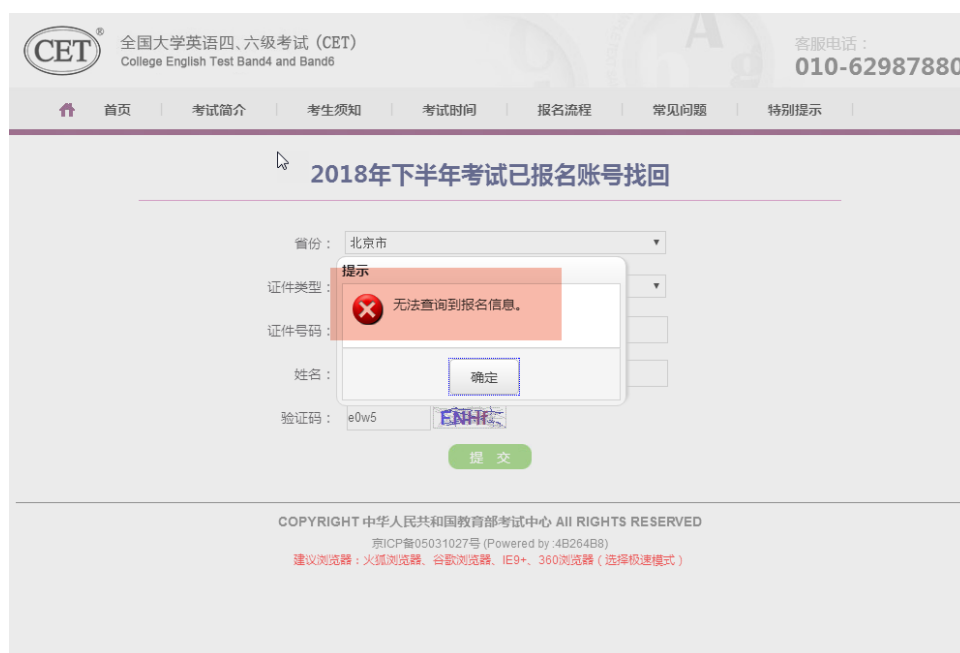 CET®
全国大学英语四、六级考试（CET）
College English Test Band4 and Band6
客服电话：
010-62987880
首页 考试简介 考生须知 考试时间 报名流程 常见问题 特别提示
2018年下半年考试已报名账号找回
省份： 北京市
提示
证件类型：
无法查询到报名信息。
证件号码：
姓名：
确定
验证码： e0w5
提 交
COPYRIGHT 中华人民共和国教育部考试中心 All RIGHTS RESERVED
京ICP备05031027号 (Powered by :4B264B8)
建议浏览器：火狐浏览器、谷歌浏览器、IE9+、360浏览器（选择极速模式）